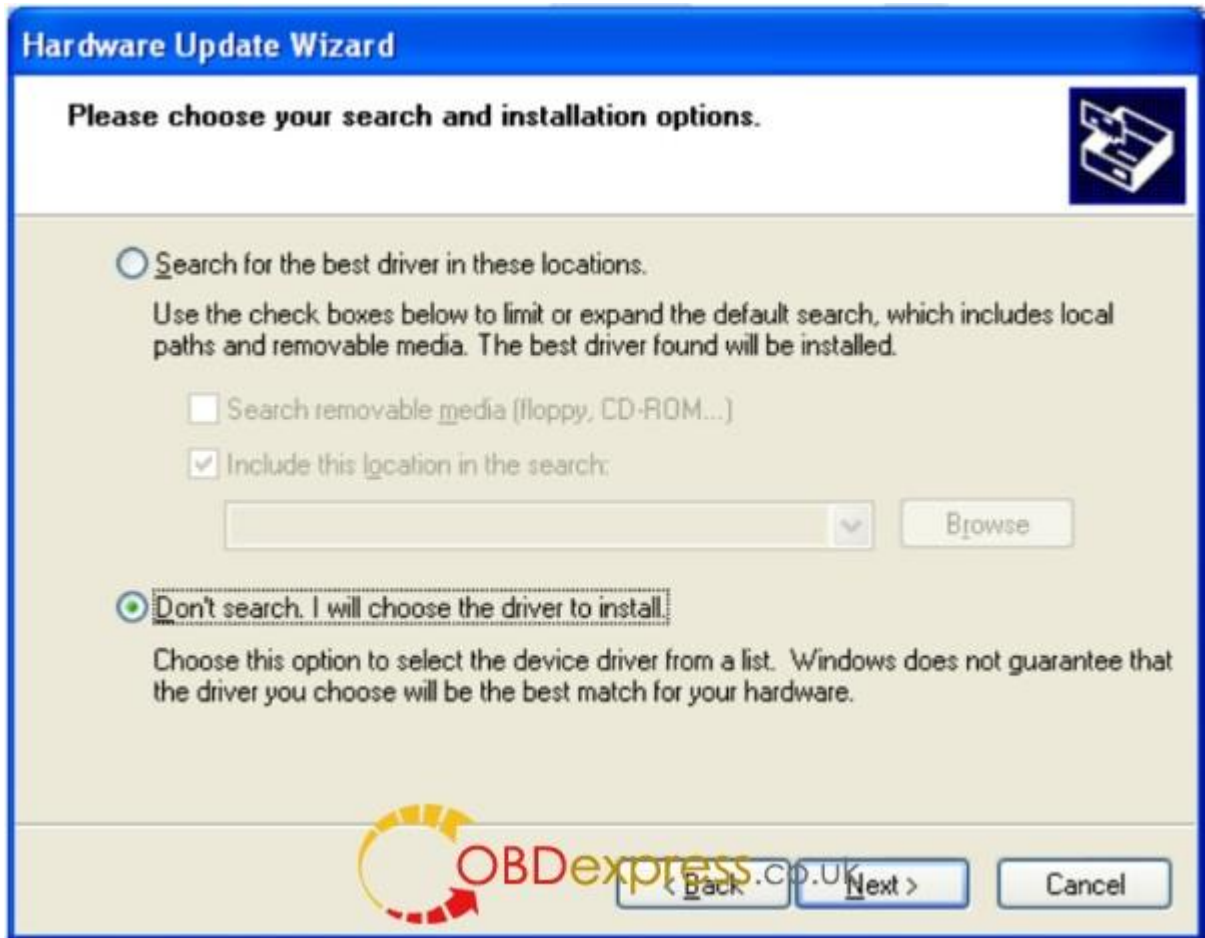 Hardware Update Wizard
Please choose your search and installation options.
Search for the best driver in these locations.
Use the check boxes below to limit or expand the default search, which includes local
paths and removable media. The best driver found will be installed.
Search removable media (floppy, CD-ROM...)
Include this location in the search:
Browse
Don't search. I will choose the driver to install.
Choose this option to select the device driver from a list. Windows does not guarantee that
the driver you choose will be the best match for your hardware.
OBDexpress.co.uk
< Back
Next >
Cancel